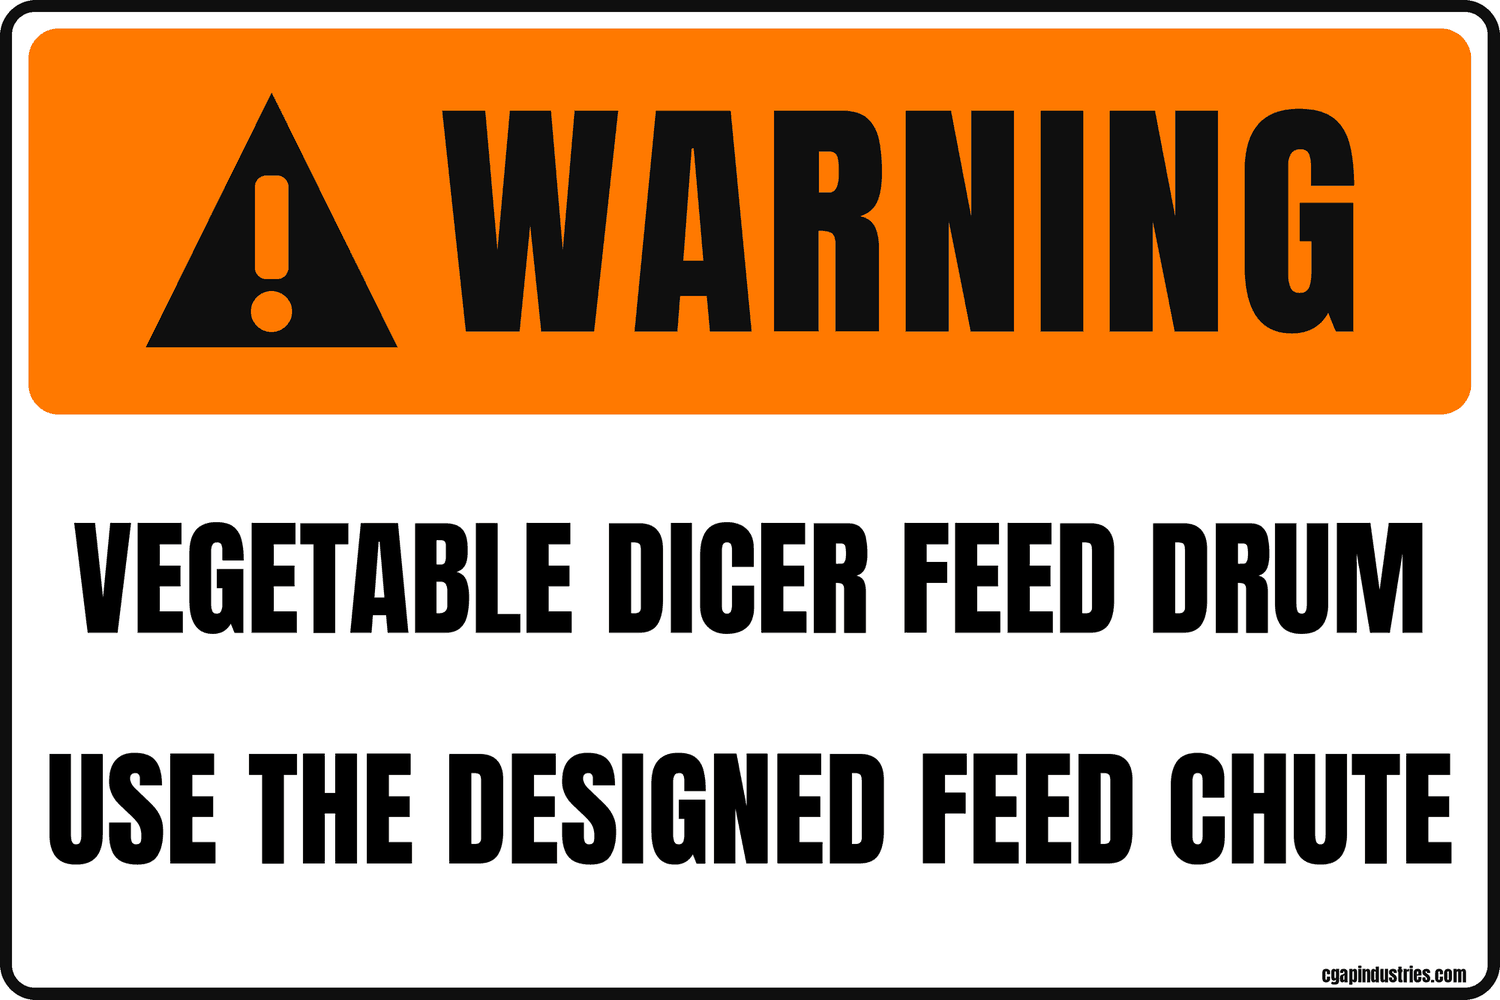 WARNING
VEGETABLE DICER FEED DRUM
USE THE DESIGNED FEED CHUTE
cgapindustries.com